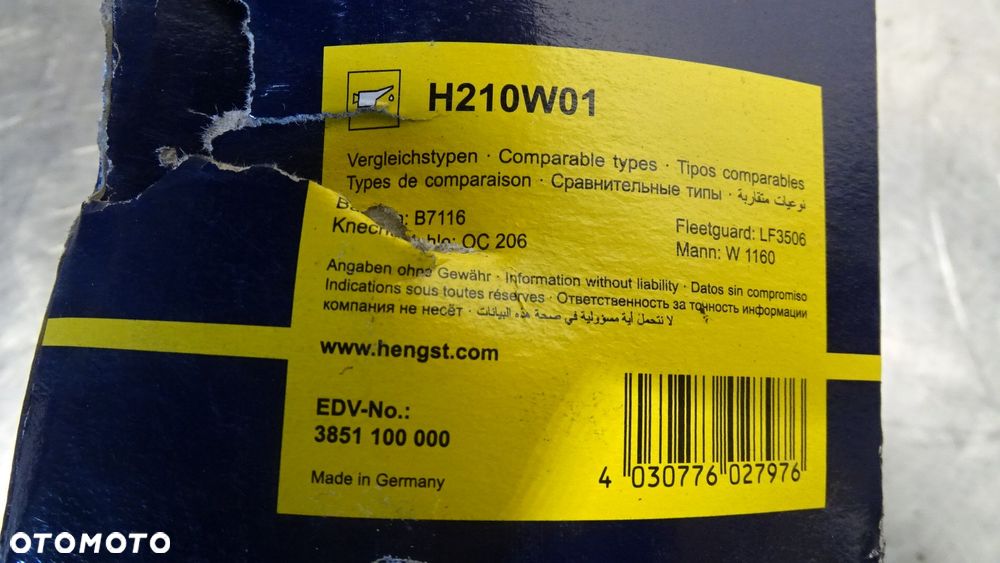 H210W01
Vergleichstypen · Comparable types · Tipos comparables
Types de comparaison · Сравнительные типы · نوعيات متقاربة
B7116
OC 206
Fleetguard: LF3506
Mann: W 1160
Angaben ohne Gewähr · Information without liability · Datos sin compromiso
Indications sous toutes réserves · Ответственность за точность информации
компания не несёт · لا نتحمل أية مسؤولية في صحة هذه البيانات
www.hengst.com
EDV-No.:
3851 100 000
Made in Germany
4 030776 027976
OTOMOTO